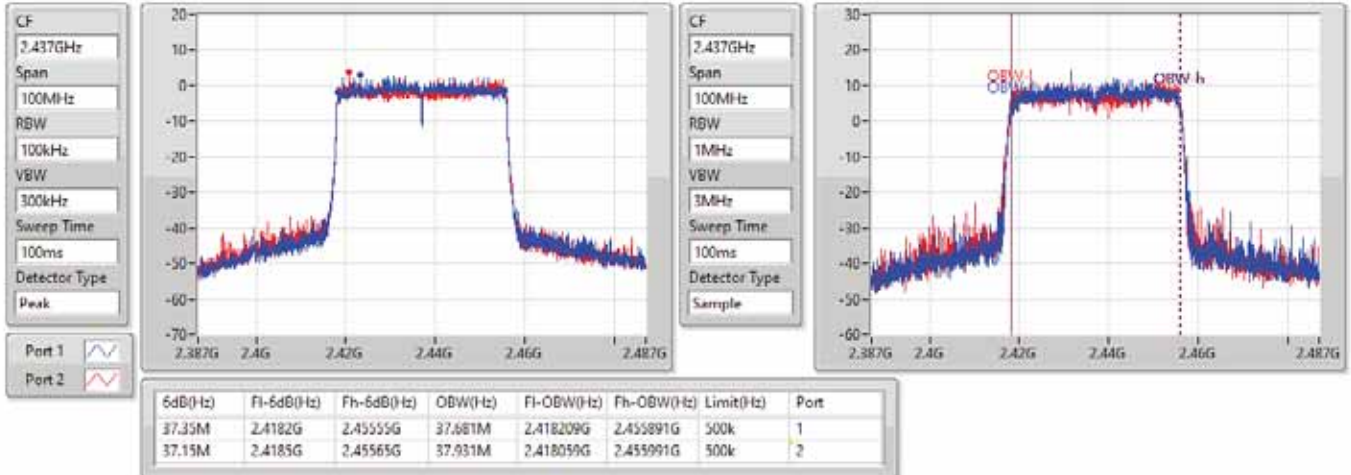 CF
2.437GHz
Span
100MHz
RBW
100kHz
VBW
300kHz
Sweep Time
100ms
Detector Type
Peak
Port 1
Port 2
20
10
0
-10
-20
-30
-40
-50
-60
-70
2.387G 2.4G 2.42G 2.44G 2.46G 2.487G
CF
2.437GHz
Span
100MHz
RBW
1MHz
VBW
3MHz
Sweep Time
100ms
Detector Type
Sample
30
20
10
0
-10
-20
-30
-40
-50
-60
OBW-h
2.387G 2.4G 2.42G 2.44G 2.46G 2.487G
6dB(Hz) Fl-6dB(Hz) Fh-6dB(Hz) OBW(Hz) Fl-OBW(Hz) Fh-OBW(Hz) Limit(Hz) Port
37.35M 2.4182G 2.45555G 37.681M 2.418209G 2.455891G 500k 1
37.15M 2.4185G 2.45565G 37.931M 2.418059G 2.455991G 500k 2